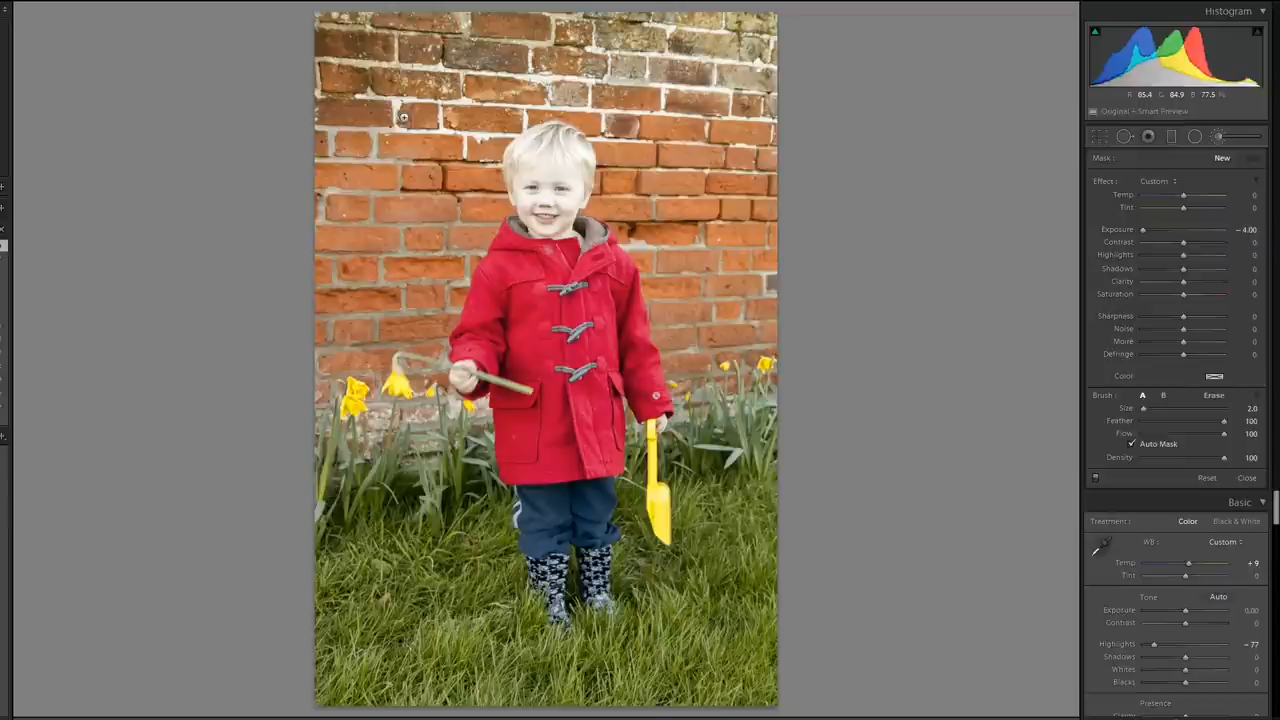 Histogram
R 85.4 G 84.9 B 77.5 %
Original + Smart Preview
Mask : New
Effect : Custom
Temp 0
Tint 0
Exposure – 4.00
Contrast 0
Highlights 0
Shadows 0
Clarity 0
Saturation 0
Sharpness 0
Noise 0
Moiré 0
Defringe 0
Color
Brush : A B Erase
Size 2.0
Feather 100
Flow 100
Auto Mask
Density 100
Reset Close
Basic
Treatment : Color Black & White
WB : Custom
Temp + 9
Tint 0
Tone Auto
Exposure 0.00
Contrast 0
Highlights – 77
Shadows 0
Whites 0
Blacks 0
Presence
Clarity